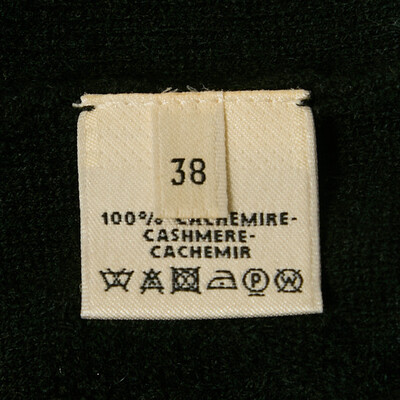 38
100% CACHEMIRE-
CASHMERE-
CACHEMIR
A P W